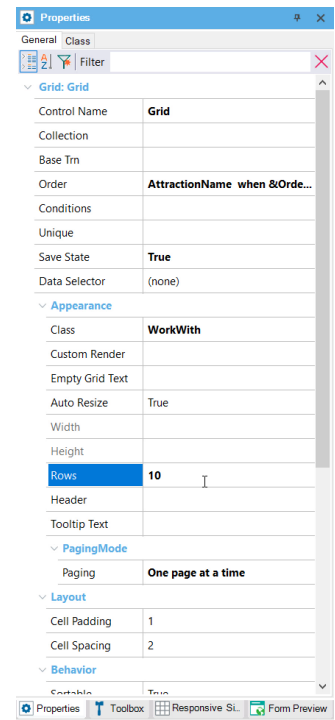 Properties
General Class
Filter
Grid: Grid
Control Name Grid
Collection
Base Trn
Order AttractionName when &Orde...
Conditions
Unique
Save State True
Data Selector (none)
Appearance
Class WorkWith
Custom Render
Empty Grid Text
Auto Resize True
Width
Height
Rows 10
Header
Tooltip Text
PagingMode
Paging One page at a time
Layout
Cell Padding 1
Cell Spacing 2
Behavior
Sortable True
Properties Toolbox Responsive Si.. Form Preview